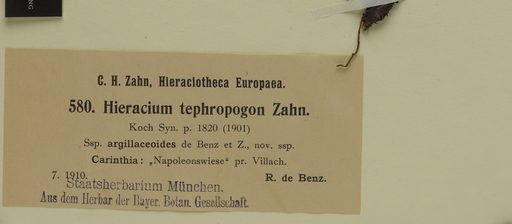 NG
C. H. Zahn, Hieraciotheca Europaea.
580. Hieracium tephropogon Zahn.
Koch Syn. p. 1820 (1901)
Ssp. argillaceoides de Benz et Z., nov. ssp.
Carinthia: „Napoleonswiese“ pr. Villach.
7. 1910. R. de Benz.
Staatsherbarium München.
Aus dem Herbar der Bayer. Botan. Gesellschaft.